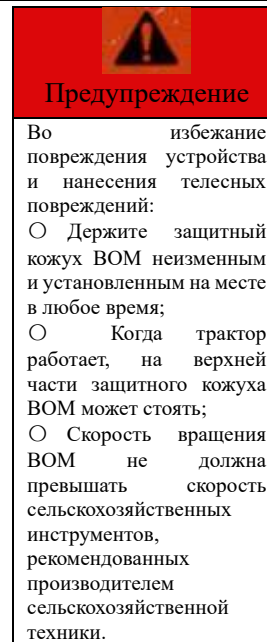 Предупреждение
Во избежание
повреждения устройства
и нанесения телесных
повреждений:
○ Держите защитный
кожух ВОМ неизменным
и установленным на месте
в любое время;
○ Когда трактор
работает, на верхней
части защитного кожуха
ВОМ может стоять;
○ Скорость вращения
ВОМ не должна
превышать скорость
сельскохозяйственных
инструментов,
рекомендованных
производителем
сельскохозяйственной
техники.